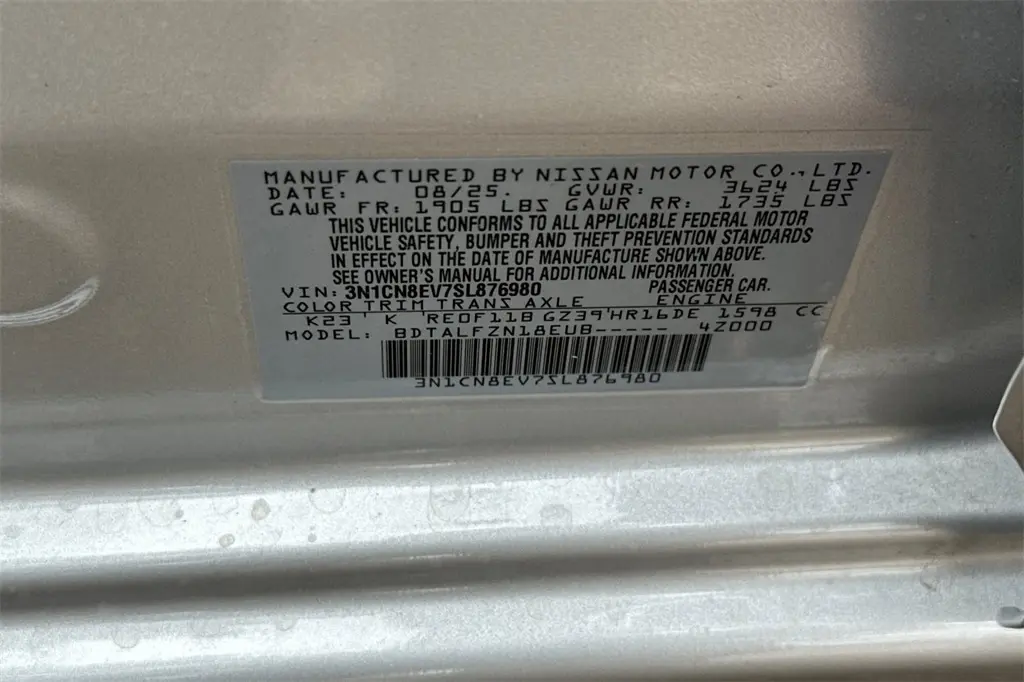 MANUFACTURED BY NISSAN MOTOR CO., LTD.
DATE: 08/25. GVWR: 3624 LBS
GAWR FR: 1905 LBS GAWR RR: 1735 LBS
THIS VEHICLE CONFORMS TO ALL APPLICABLE FEDERAL MOTOR
VEHICLE SAFETY, BUMPER AND THEFT PREVENTION STANDARDS
IN EFFECT ON THE DATE OF MANUFACTURE SHOWN ABOVE.
SEE OWNER'S MANUAL FOR ADDITIONAL INFORMATION.
VIN: 3N1CN8EV7SL876980 PASSENGER CAR.
COLOR TRIM TRANS AXLE ENGINE
K23 ' K 'RE0F11B GZ39'HR16DE 1598 CC
MODEL: BDTALFZN18EUB----- 4Z000
3N1CN8EV7SL876980